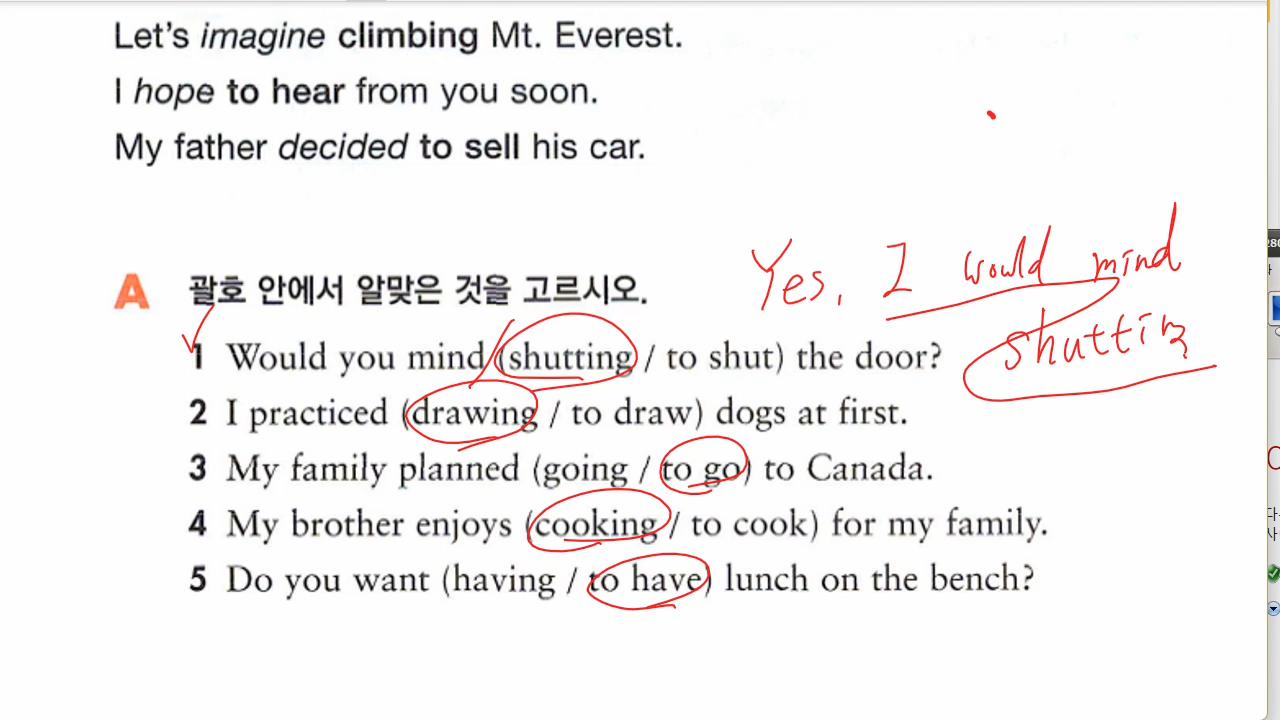 Let's imagine climbing Mt. Everest.
I hope to hear from you soon.
My father decided to sell his car.
A 괄호 안에서 알맞은 것을 고르시오.
Yes, I would mind
shutting
1 Would you mind (shutting / to shut) the door?
2 I practiced (drawing / to draw) dogs at first.
3 My family planned (going / to go) to Canada.
4 My brother enjoys (cooking / to cook) for my family.
5 Do you want (having / to have) lunch on the bench?